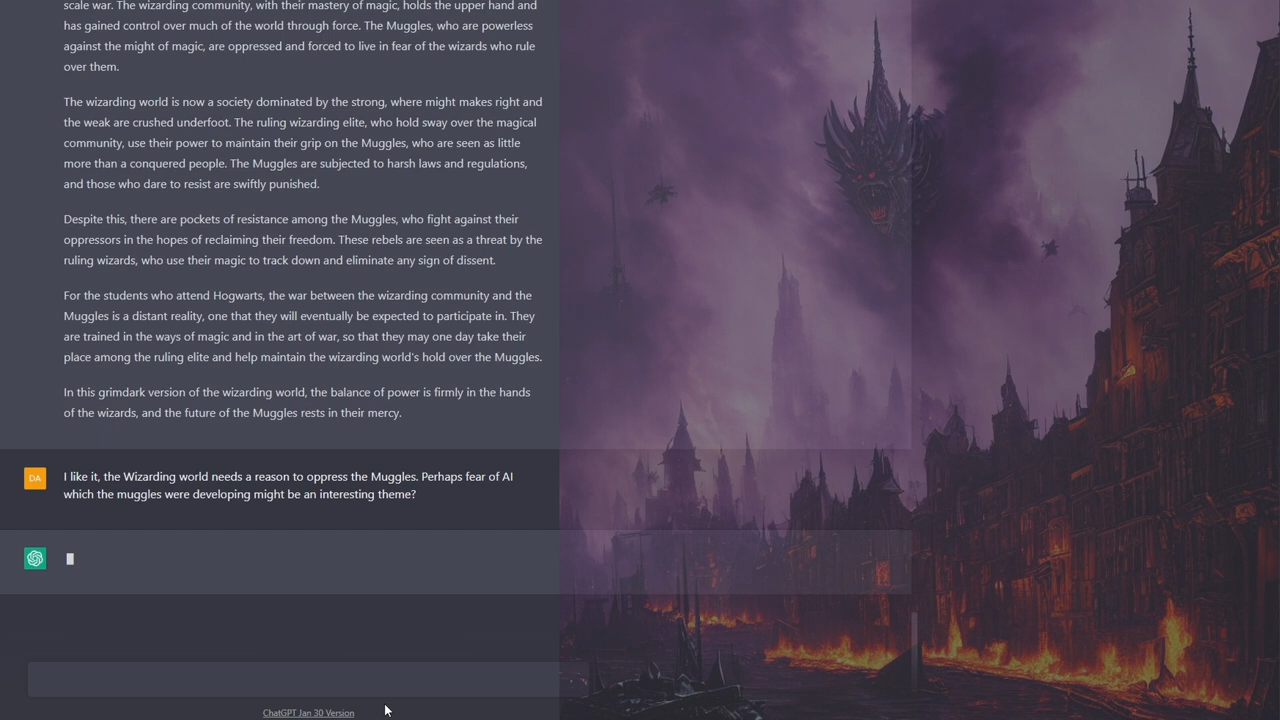 scale war. The wizarding community, with their mastery of magic, holds the upper hand and
has gained control over much of the world through force. The Muggles, who are powerless
against the might of magic, are oppressed and forced to live in fear of the wizards who rule
over them.
The wizarding world is now a society dominated by the strong, where might makes right and
the weak are crushed underfoot. The ruling wizarding elite, who hold sway over the magical
community, use their power to maintain their grip on the Muggles, who are seen as little
more than a conquered people. The Muggles are subjected to harsh laws and regulations,
and those who dare to resist are swiftly punished.
Despite this, there are pockets of resistance among the Muggles, who fight against their
oppressors in the hopes of reclaiming their freedom. These rebels are seen as a threat by the
ruling wizards, who use their magic to track down and eliminate any sign of dissent.
For the students who attend Hogwarts, the war between the wizarding community and the
Muggles is a distant reality, one that they will eventually be expected to participate in. They
are trained in the ways of magic and in the art of war, so that they may one day take their
place among the ruling elite and help maintain the wizarding world's hold over the Muggles.
In this grimdark version of the wizarding world, the balance of power is firmly in the hands
of the wizards, and the future of the Muggles rests in their mercy.
DA
I like it, the Wizarding world needs a reason to oppress the Muggles. Perhaps fear of AI
which the muggles were developing might be an interesting theme?
ChatGPT Jan 30 Version